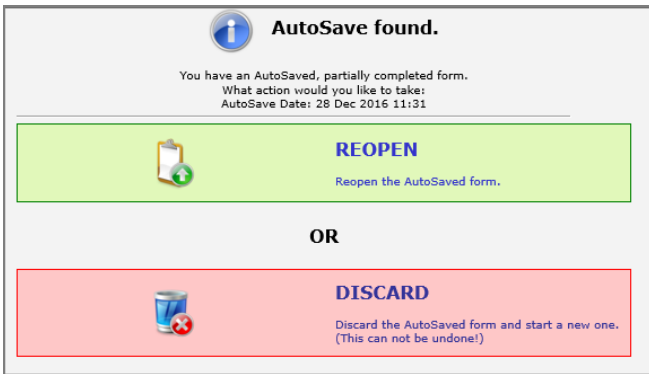 AutoSave found.
You have an AutoSaved, partially completed form.
What action would you like to take:
AutoSave Date: 28 Dec 2016 11:31
REOPEN
Reopen the AutoSaved form.
OR
DISCARD
Discard the AutoSaved form and start a new one.
(This can not be undone!)